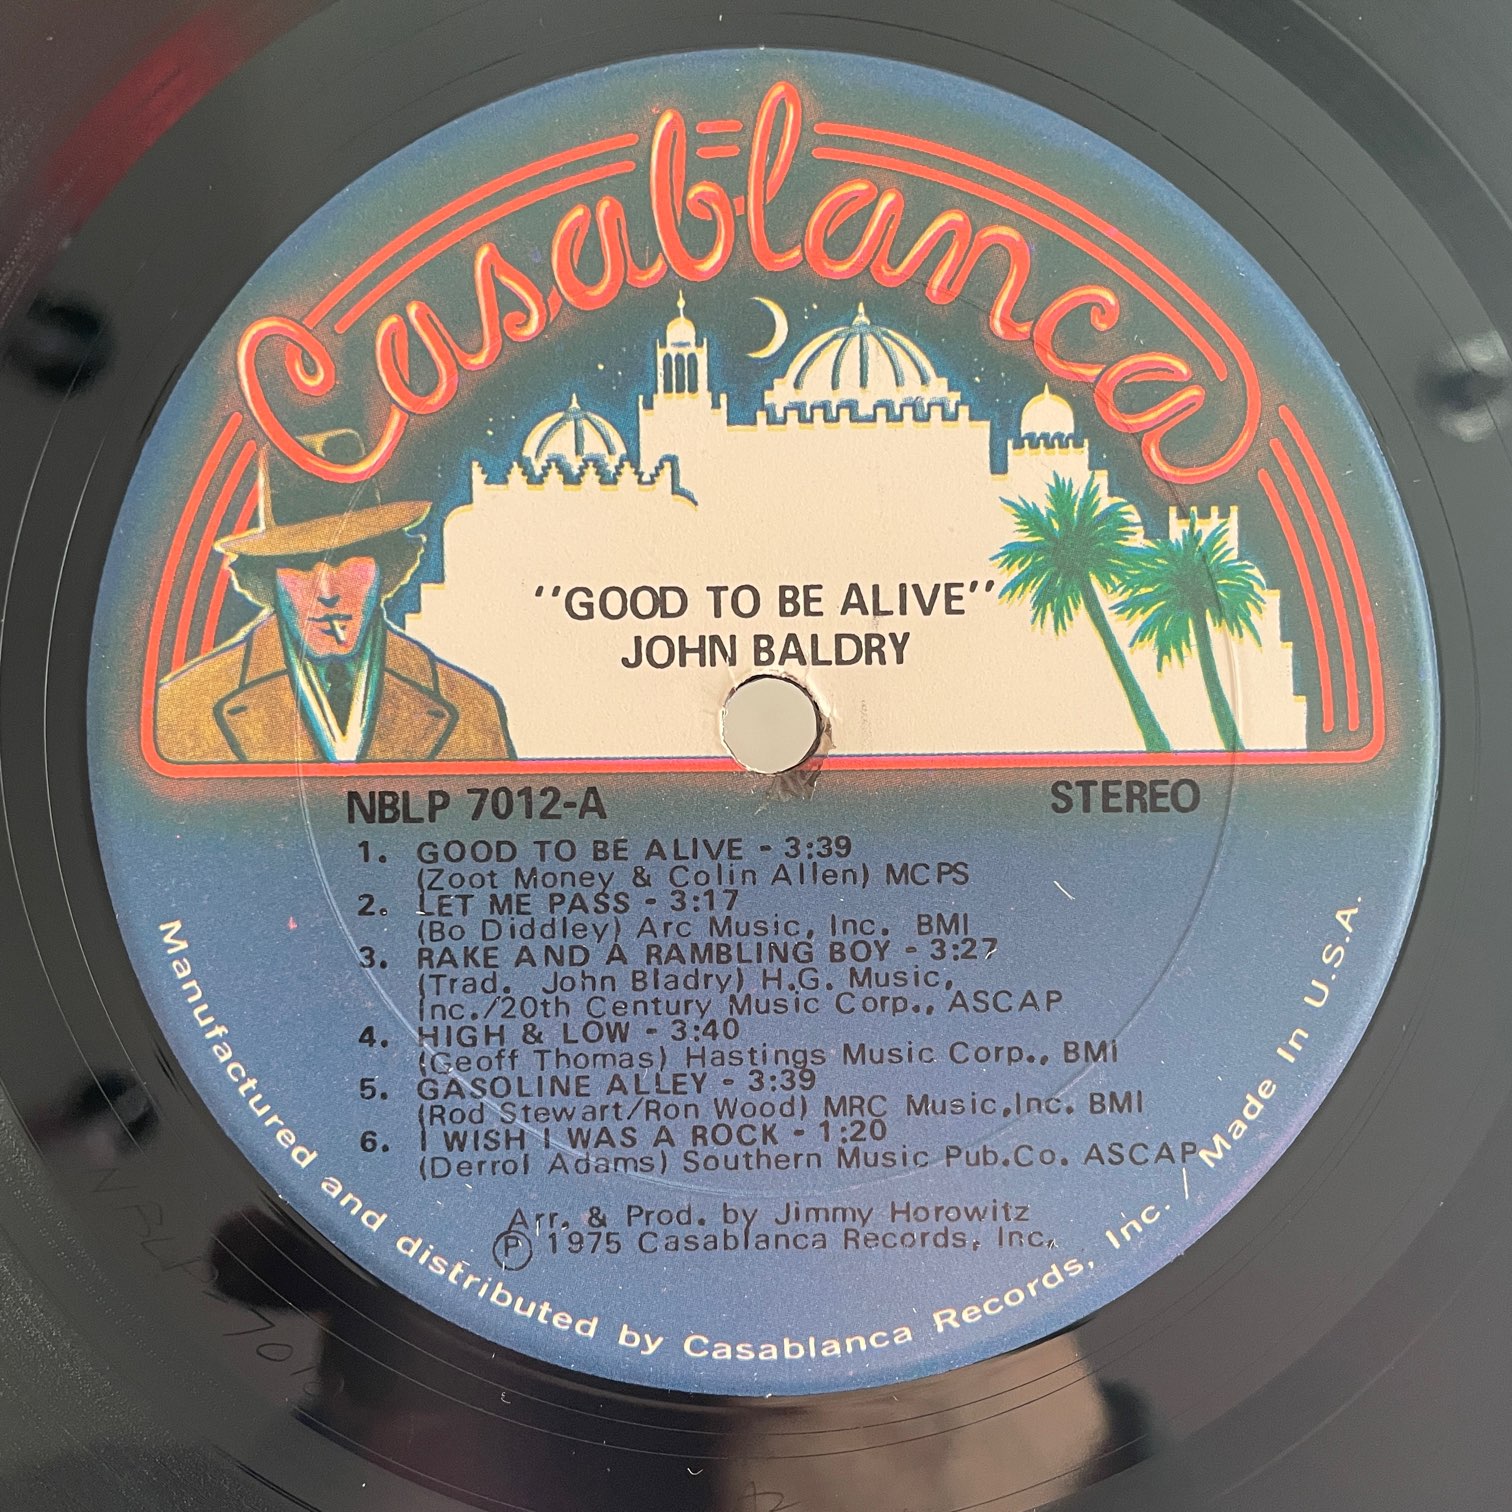 Casablanca
"GOOD TO BE ALIVE"
JOHN BALDRY
NBLP 7012-A
STEREO
1. GOOD TO BE ALIVE - 3:39
(Zoot Money & Colin Allen) MCPS
2. LET ME PASS - 3:17
(Bo Diddley) Arc Music, Inc. BMI
3. RAKE AND A RAMBLING BOY - 3:27
(Trad. John Bladry) H.G. Music,
Inc./20th Century Music Corp., ASCAP
4. HIGH & LOW - 3:40
(Geoff Thomas) Hastings Music Corp., BMI
5. GASOLINE ALLEY - 3:39
(Rod Stewart/Ron Wood) MRC Music,Inc. BMI
6. I WISH I WAS A ROCK - 1:20
(Derrol Adams) Southern Music Pub.Co. ASCAP
Arr. & Prod. by Jimmy Horowitz
Ⓟ 1975 Casablanca Records, Inc.
Manufactured and distributed by Casablanca Records, Inc. / Made In U.S.A.